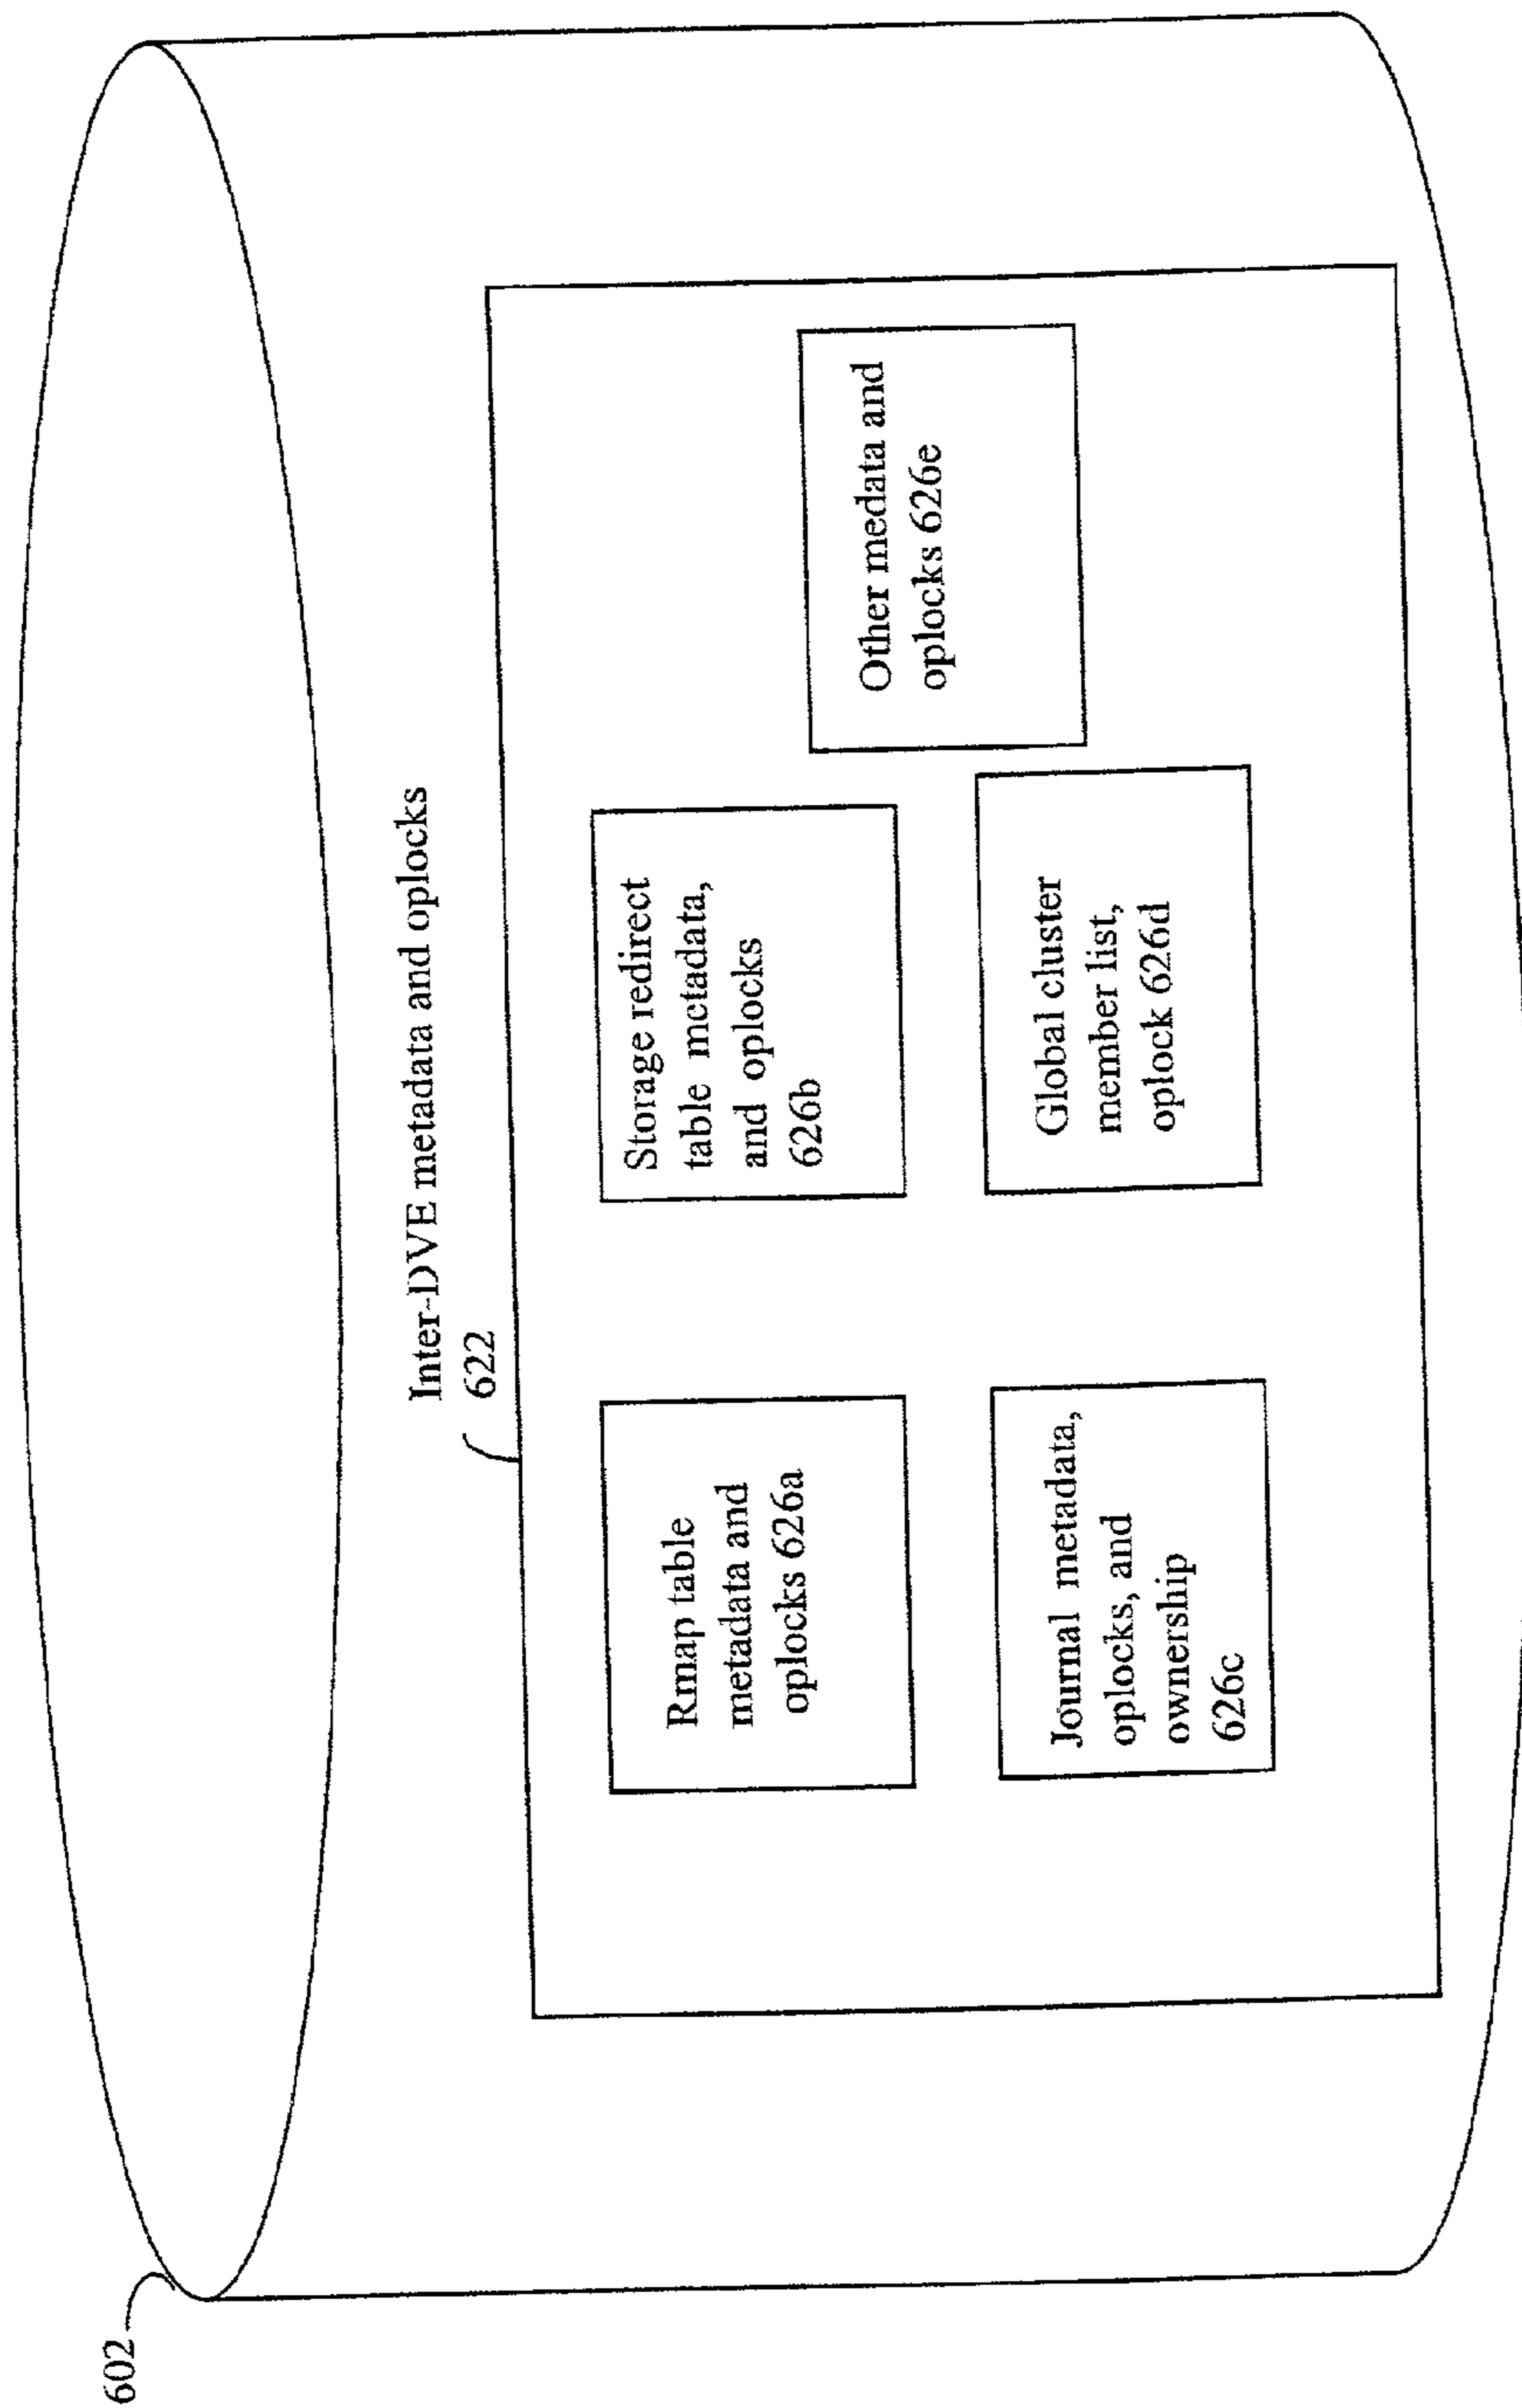 602
Inter-DVE metadata and oplocks
622
Rmap table
metadata and
oplocks 626a
Storage redirect
table metadata,
and oplocks
626b
Journal metadata,
oplocks, and
ownership
626c
Global cluster
member list,
oplock 626d
Other medata and
oplocks 626e